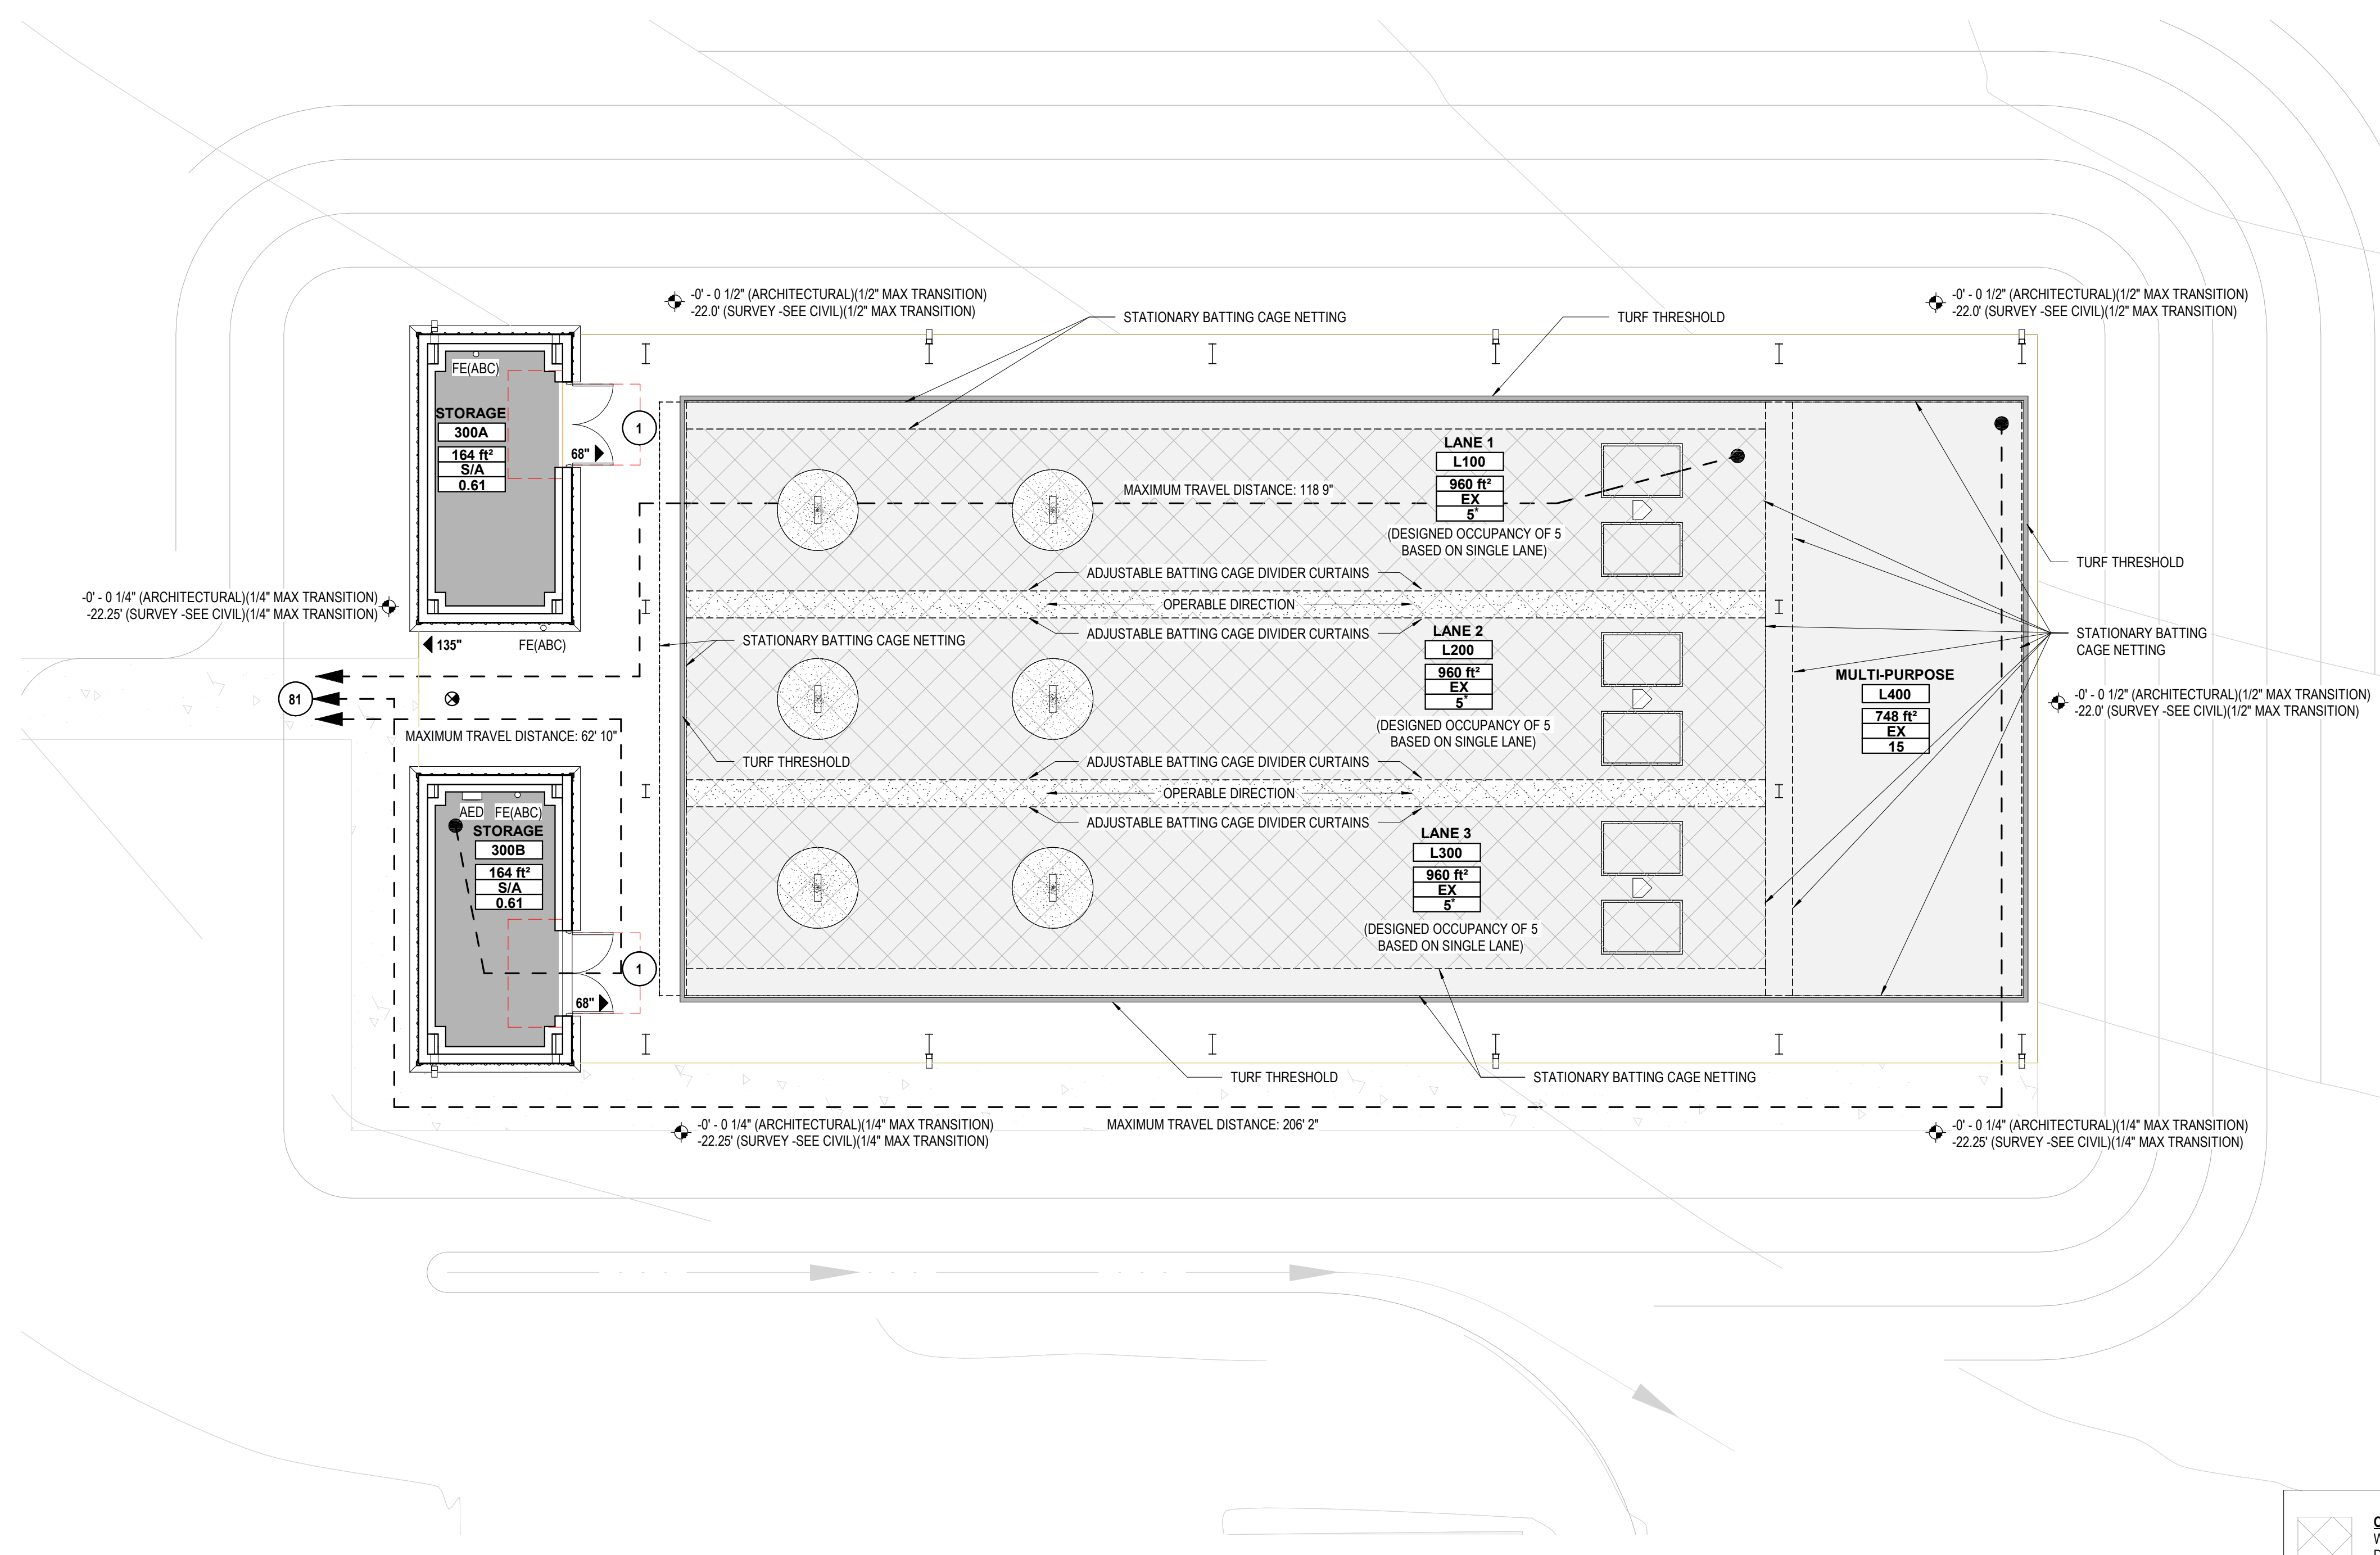 -0' - 0 1/2" (ARCHITECTURAL)(1/2" MAX TRANSITION)
-22.0' (SURVEY -SEE CIVIL)(1/2" MAX TRANSITION)
STATIONARY BATTING CAGE NETTING
TURF THRESHOLD
-0' - 0 1/2" (ARCHITECTURAL)(1/2" MAX TRANSITION)
-22.0' (SURVEY -SEE CIVIL)(1/2" MAX TRANSITION)
FE(ABC)
STORAGE
300A
164 ft²
S/A
0.61
68"
1
LANE 1
L100
960 ft²
EX
5*
(DESIGNED OCCUPANCY OF 5
BASED ON SINGLE LANE)
MAXIMUM TRAVEL DISTANCE: 118 9"
TURF THRESHOLD
ADJUSTABLE BATTING CAGE DIVIDER CURTAINS
OPERABLE DIRECTION
ADJUSTABLE BATTING CAGE DIVIDER CURTAINS
-0' - 0 1/4" (ARCHITECTURAL)(1/4" MAX TRANSITION)
-22.25' (SURVEY -SEE CIVIL)(1/4" MAX TRANSITION)
135"
FE(ABC)
STATIONARY BATTING CAGE NETTING
LANE 2
L200
960 ft²
EX
5*
(DESIGNED OCCUPANCY OF 5
BASED ON SINGLE LANE)
STATIONARY BATTING
CAGE NETTING
MULTI-PURPOSE
L400
748 ft²
EX
15
-0' - 0 1/2" (ARCHITECTURAL)(1/2" MAX TRANSITION)
-22.0' (SURVEY -SEE CIVIL)(1/2" MAX TRANSITION)
81
MAXIMUM TRAVEL DISTANCE: 62' 10"
TURF THRESHOLD
ADJUSTABLE BATTING CAGE DIVIDER CURTAINS
OPERABLE DIRECTION
ADJUSTABLE BATTING CAGE DIVIDER CURTAINS
AED
FE(ABC)
STORAGE
300B
164 ft²
S/A
0.61
68"
1
LANE 3
L300
960 ft²
EX
5*
(DESIGNED OCCUPANCY OF 5
BASED ON SINGLE LANE)
TURF THRESHOLD
STATIONARY BATTING CAGE NETTING
-0' - 0 1/4" (ARCHITECTURAL)(1/4" MAX TRANSITION)
-22.25' (SURVEY -SEE CIVIL)(1/4" MAX TRANSITION)
MAXIMUM TRAVEL DISTANCE: 206' 2"
-0' - 0 1/4" (ARCHITECTURAL)(1/4" MAX TRANSITION)
-22.25' (SURVEY -SEE CIVIL)(1/4" MAX TRANSITION)